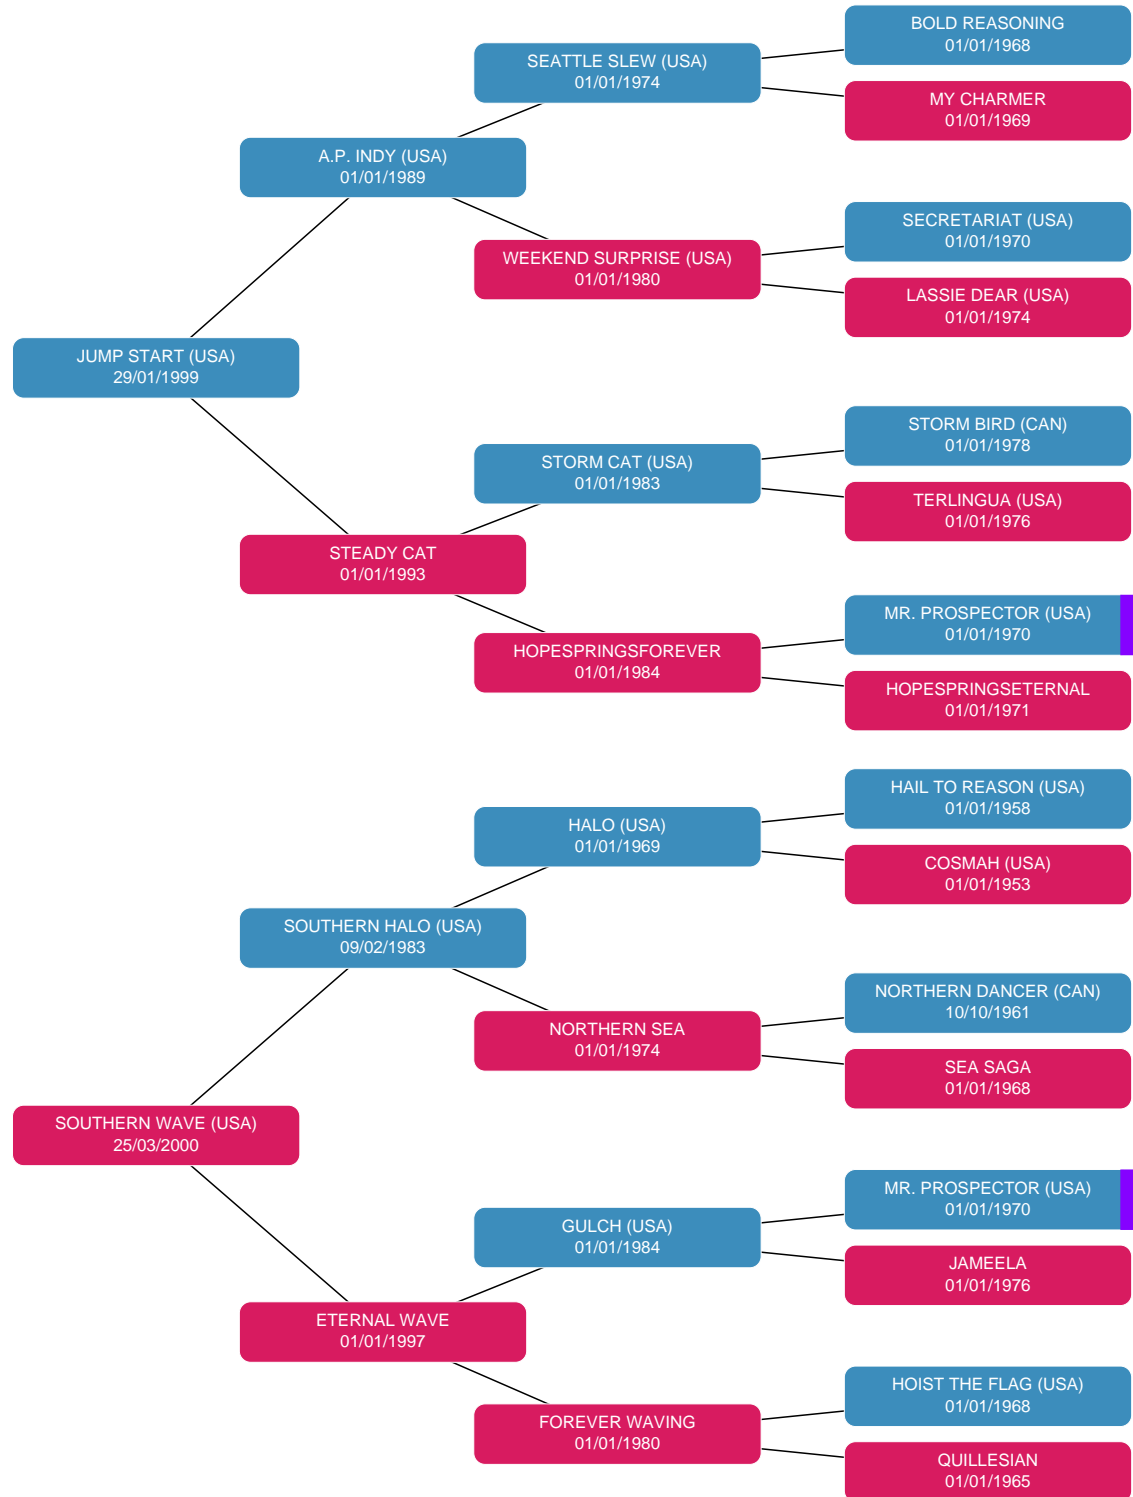 BOLD REASONING
01/01/1968
SEATTLE SLEW (USA)
01/01/1974
MY CHARMER
01/01/1969
A.P. INDY (USA)
01/01/1989
SECRETARIAT (USA)
01/01/1970
WEEKEND SURPRISE (USA)
01/01/1980
LASSIE DEAR (USA)
01/01/1974
JUMP START (USA)
29/01/1999
STORM BIRD (CAN)
01/01/1978
STORM CAT (USA)
01/01/1983
TERLINGUA (USA)
01/01/1976
STEADY CAT
01/01/1993
MR. PROSPECTOR (USA)
01/01/1970
HOPESPRINGSFOREVER
01/01/1984
HOPESPRINGSETERNAL
01/01/1971
HAIL TO REASON (USA)
01/01/1958
HALO (USA)
01/01/1969
COSMAH (USA)
01/01/1953
SOUTHERN HALO (USA)
09/02/1983
NORTHERN DANCER (CAN)
10/10/1961
NORTHERN SEA
01/01/1974
SEA SAGA
01/01/1968
SOUTHERN WAVE (USA)
25/03/2000
MR. PROSPECTOR (USA)
01/01/1970
GULCH (USA)
01/01/1984
JAMEELA
01/01/1976
ETERNAL WAVE
01/01/1997
HOIST THE FLAG (USA)
01/01/1968
FOREVER WAVING
01/01/1980
QUILLESIAN
01/01/1965